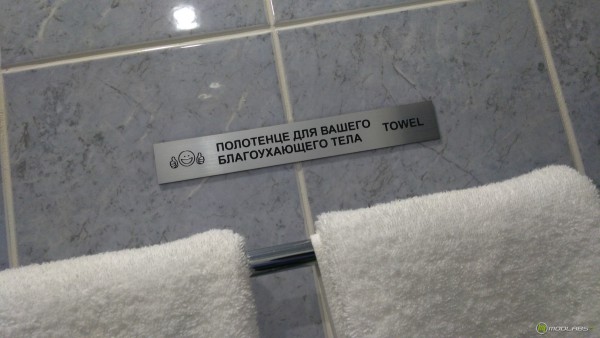 ПОЛОТЕНЦЕ ДЛЯ ВАШЕГО
БЛАГОУХАЮЩЕГО ТЕЛА
TOWEL
MODLABS